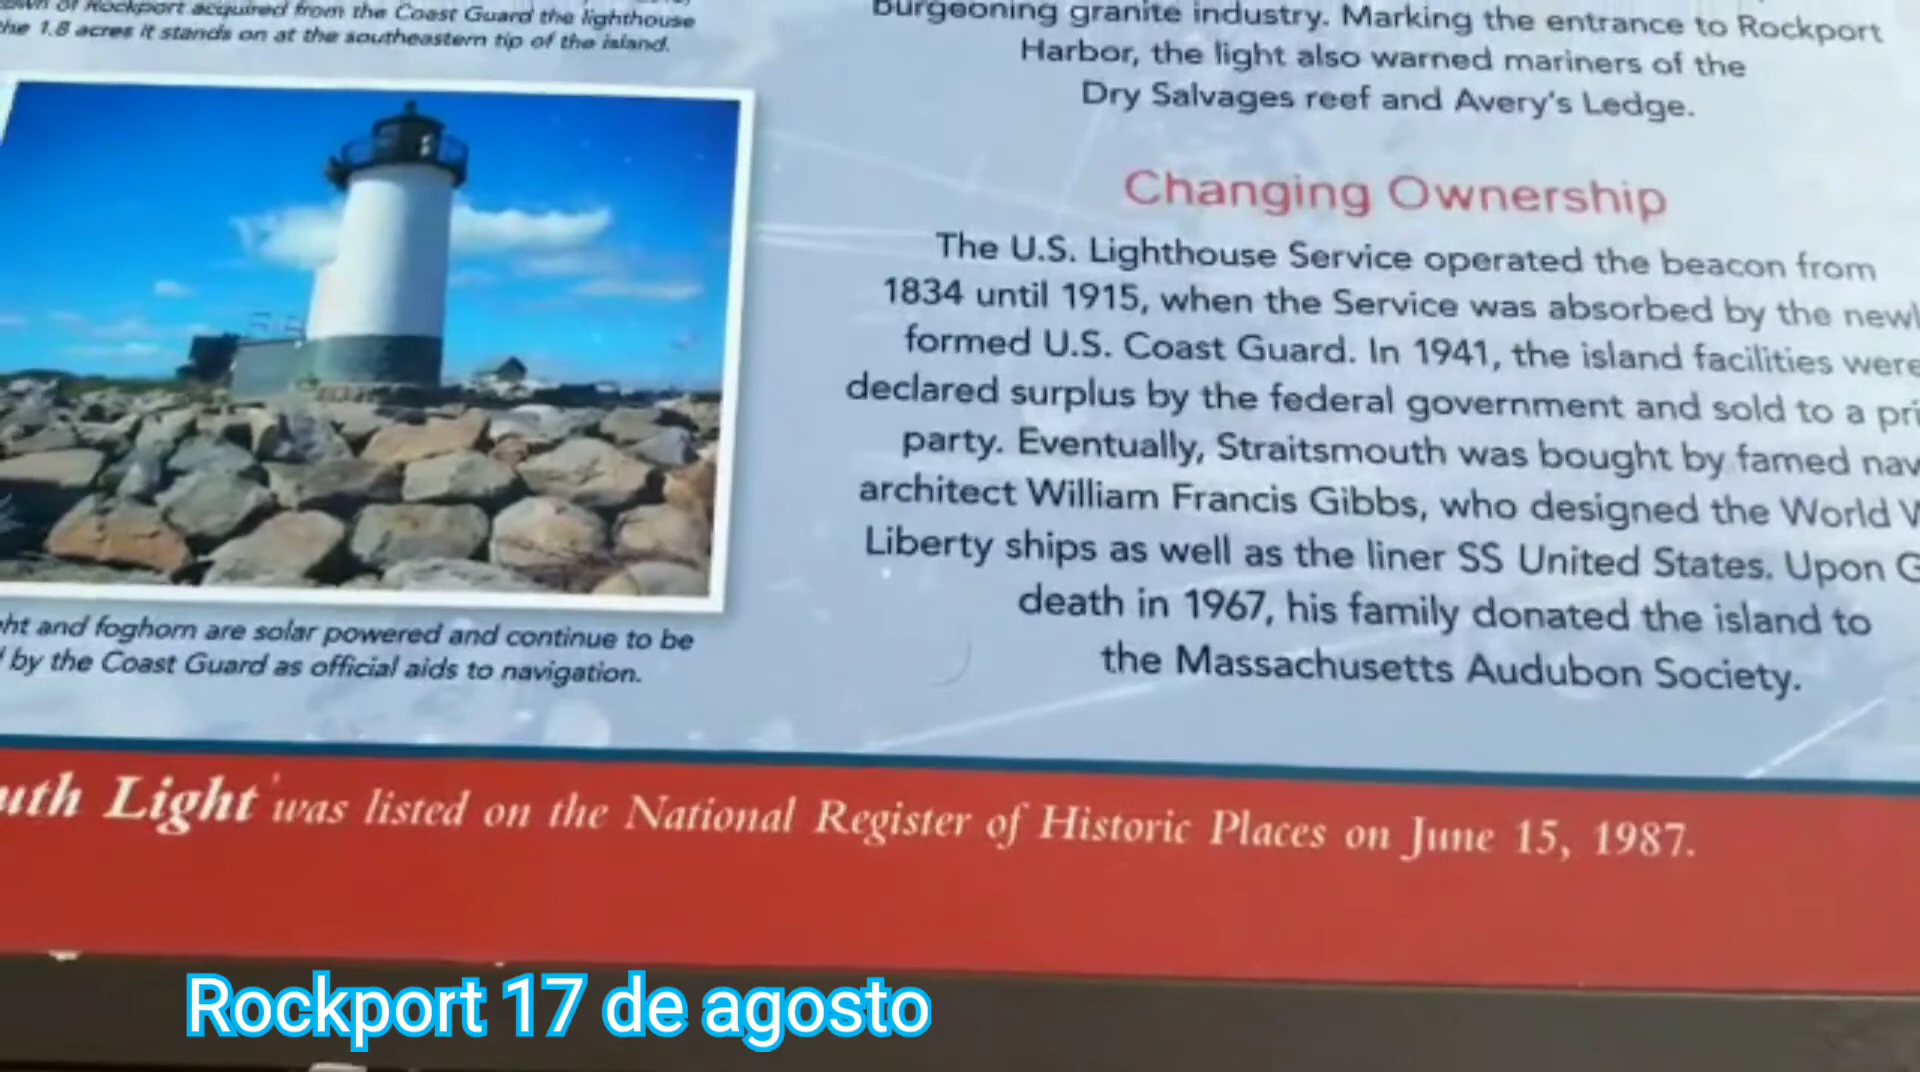 of Rockport acquired from the Coast Guard the lighthouse
the 1.8 acres it stands on at the southeastern tip of the island.
ht and foghorn are solar powered and continue to be
by the Coast Guard as official aids to navigation.
burgeoning granite industry. Marking the entrance to Rockport
Harbor, the light also warned mariners of the
Dry Salvages reef and Avery's Ledge.
Changing Ownership
The U.S. Lighthouse Service operated the beacon from
1834 until 1915, when the Service was absorbed by the newl
formed U.S. Coast Guard. In 1941, the island facilities were
declared surplus by the federal government and sold to a pri
party. Eventually, Straitsmouth was bought by famed nav
architect William Francis Gibbs, who designed the World W
Liberty ships as well as the liner SS United States. Upon G
death in 1967, his family donated the island to
the Massachusetts Audubon Society.
uth Light was listed on the National Register of Historic Places on June 15, 1987.
Rockport 17 de agosto